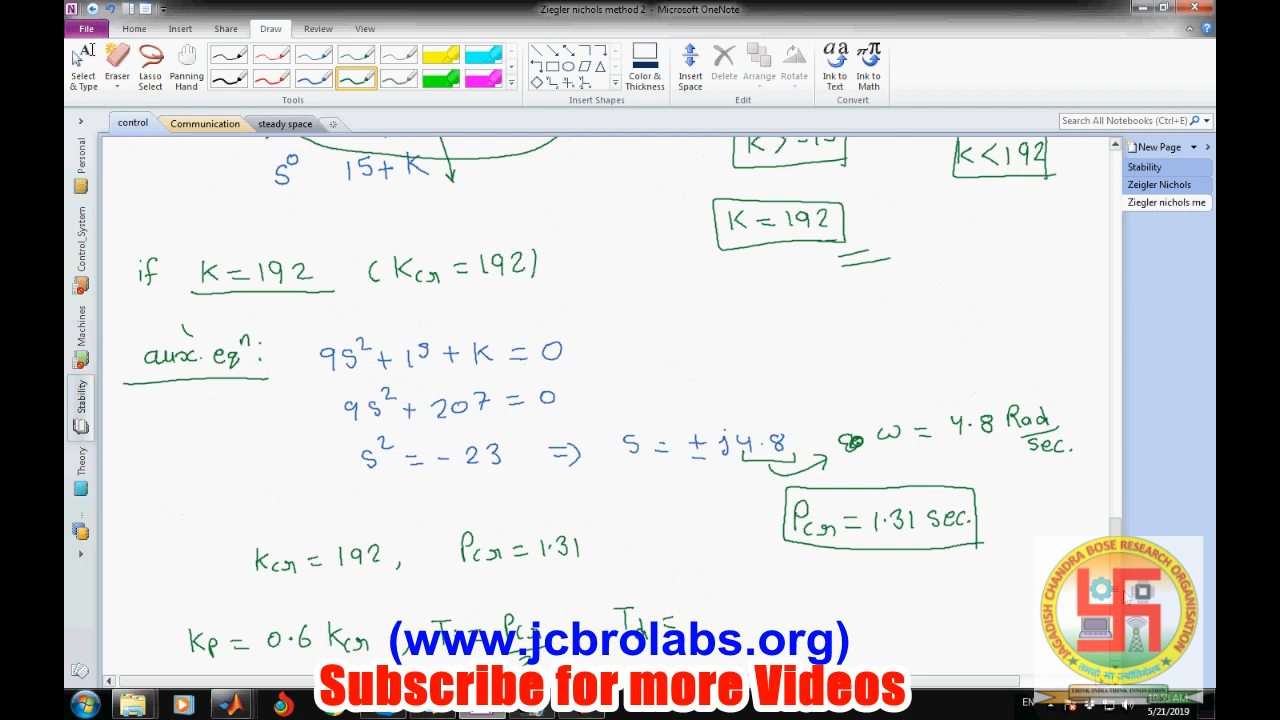 Ziegler nichols method 2 - Microsoft OneNote
File Home Insert Share Draw Review View
Select & Type
Eraser
Lasso Select
Panning Hand
Color & Thickness
Insert Space
Delete
Arrange
Rotate
Ink to Text
Ink to Math
Tools
Insert Shapes
Edit
Convert
control Communication steady space
Search All Notebooks (Ctrl+E)
New Page
Stability
Zeigler Nichols
Ziegler nichols me
Personal
Control_System
Machines
Stability
Theory
S⁰ 15+K
K > -15
K < 192
K = 192
if K = 192 (Kcr = 192)
aux. eqⁿ: 9S² + 15 + K = 0
9S² + 207 = 0
S² = - 23 ⇒ S = ± j4.8 ω = 4.8 Rad/sec.
Pcr = 1.31 sec.
Kcr = 192, Pcr = 1.31
Kp = 0.6 Kcr Td =
(www.jcbrolabs.org)
Subscribe for more Videos
JAGADISH CHANDRA BOSE RESEARCH ORGANISATION
THINK INDIA THINK INNOVATION
EN
5/21/2019